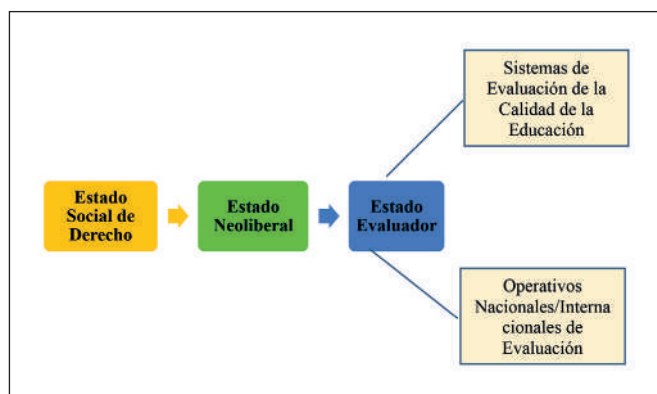 Sistemas de
Evaluación de la
Calidad de la
Educación
Estado
Social de
Derecho
Estado
Neoliberal
Estado
Evaluador
Operativos
Nacionales/Interna
cionales de
Evaluación